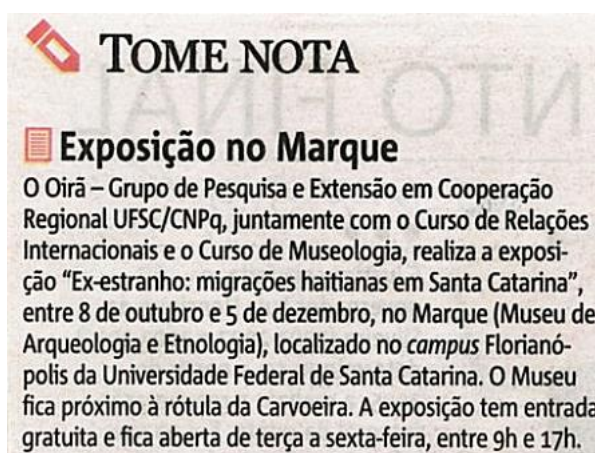 TOME NOTA
Exposição no Marque
O Oirã – Grupo de Pesquisa e Extensão em Cooperação
Regional UFSC/CNPq, juntamente com o Curso de Relações
Internacionais e o Curso de Museologia, realiza a exposi-
ção “Ex-estranho: migrações haitianas em Santa Catarina”,
entre 8 de outubro e 5 de dezembro, no Marque (Museu de
Arqueologia e Etnologia), localizado no campus Florianó-
polis da Universidade Federal de Santa Catarina. O Museu
fica próximo à rótula da Carvoeira. A exposição tem entrada
gratuita e fica aberta de terça a sexta-feira, entre 9h e 17h.